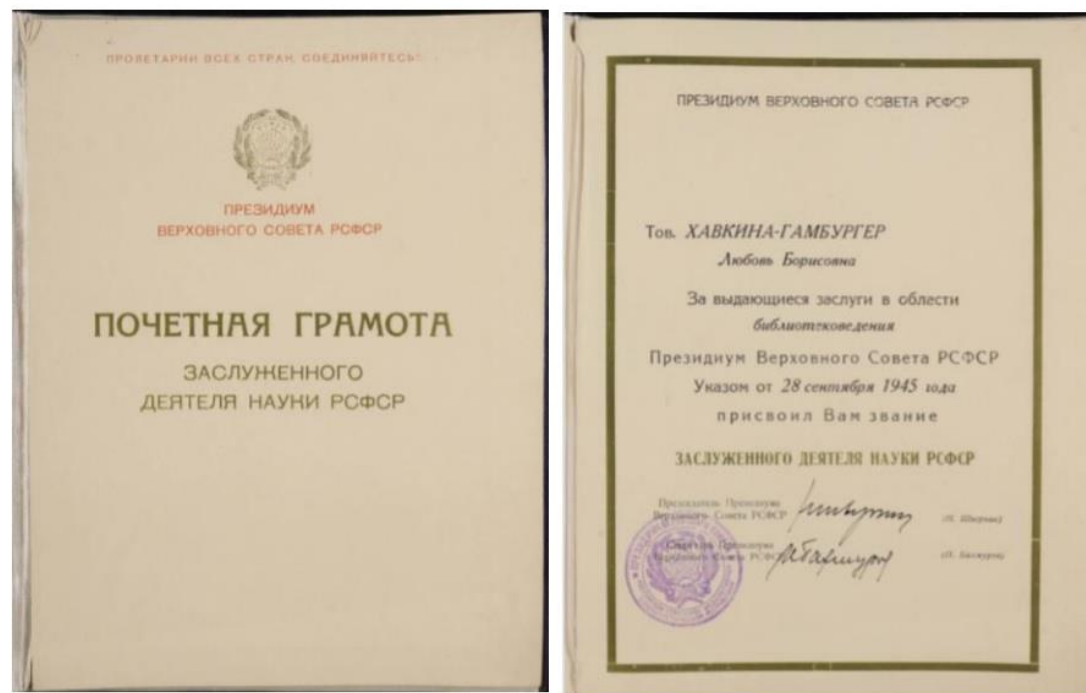 ПРОЛЕТАРИИ ВСЕХ СТРАН, СОЕДИНЯЙТЕСЬ!
ПРЕЗИДИУМ
ВЕРХОВНОГО СОВЕТА РСФСР
ПОЧЕТНАЯ ГРАМОТА
ЗАСЛУЖЕННОГО
ДЕЯТЕЛЯ НАУКИ РСФСР
ПРЕЗИДИУМ ВЕРХОВНОГО СОВЕТА РСФСР
Тов. ХАВКИНА-ГАМБУРГЕР
Любовь Борисовна
За выдающиеся заслуги в области
библиотековедения
Президиум Верховного Совета РСФСР
Указом от 28 сентября 1945 года
присвоил Вам звание
ЗАСЛУЖЕННОГО ДЕЯТЕЛЯ НАУКИ РСФСР
Председатель Президиума
Верховного Совета РСФСР
Секретарь Президиума
Верховного Совета РСФСР